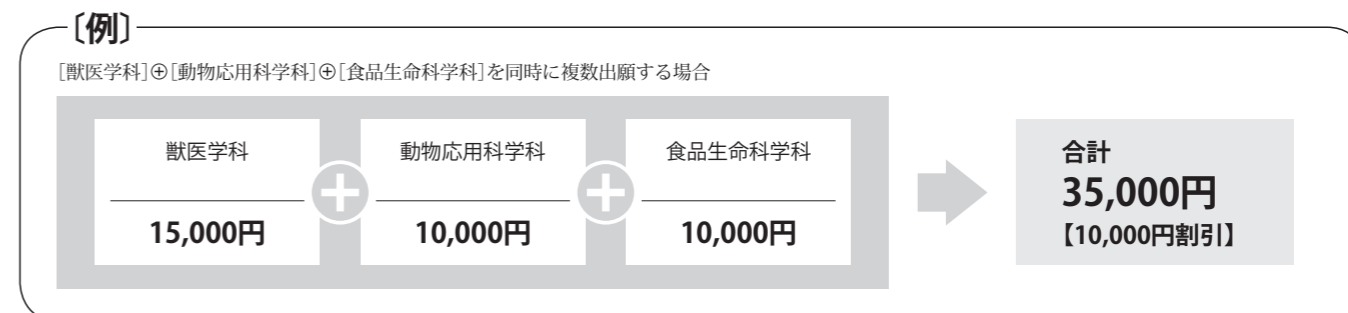 〔例〕
［獣医学科］⊕［動物応用科学科］⊕［食品生命科学科］を同時に複数出願する場合
獣医学科
15,000円
動物応用科学科
10,000円
食品生命科学科
10,000円
合計
35,000円
【10,000円割引】